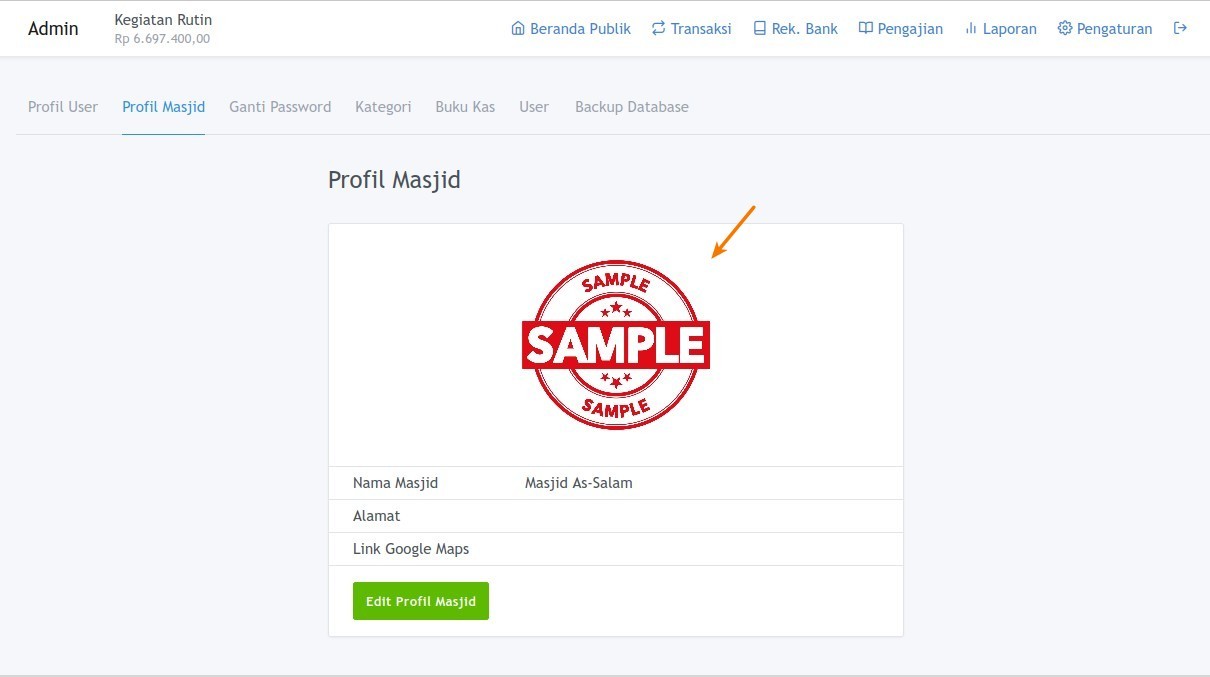 Admin
Kegiatan Rutin
Rp 6.697.400,00
Beranda Publik Transaksi Rek. Bank Pengajian Laporan Pengaturan
Profil User Profil Masjid Ganti Password Kategori Buku Kas User Backup Database
Profil Masjid
SAMPLE
SAMPLE
SAMPLE
Nama Masjid Masjid As-Salam
Alamat
Link Google Maps
Edit Profil Masjid